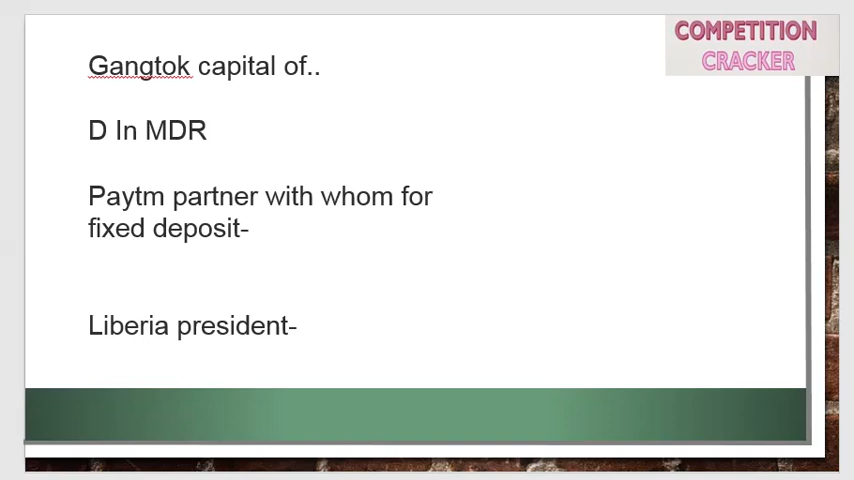 COMPETITION
CRACKER
Gangtok capital of..
D In MDR
Paytm partner with whom for
fixed deposit-
Liberia president-